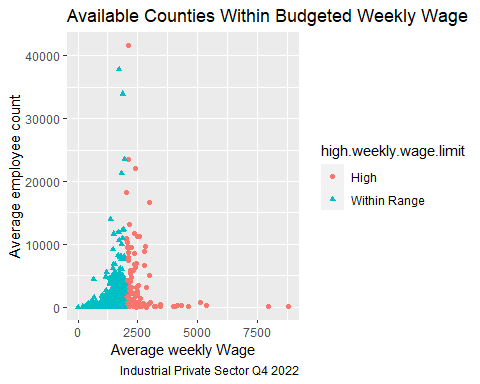 Available Counties Within Budgeted Weekly Wage
Average employee count
40000
30000
20000
10000
0
0 2500 5000 7500
Average weekly Wage
high.weekly.wage.limit
High
Within Range
Industrial Private Sector Q4 2022